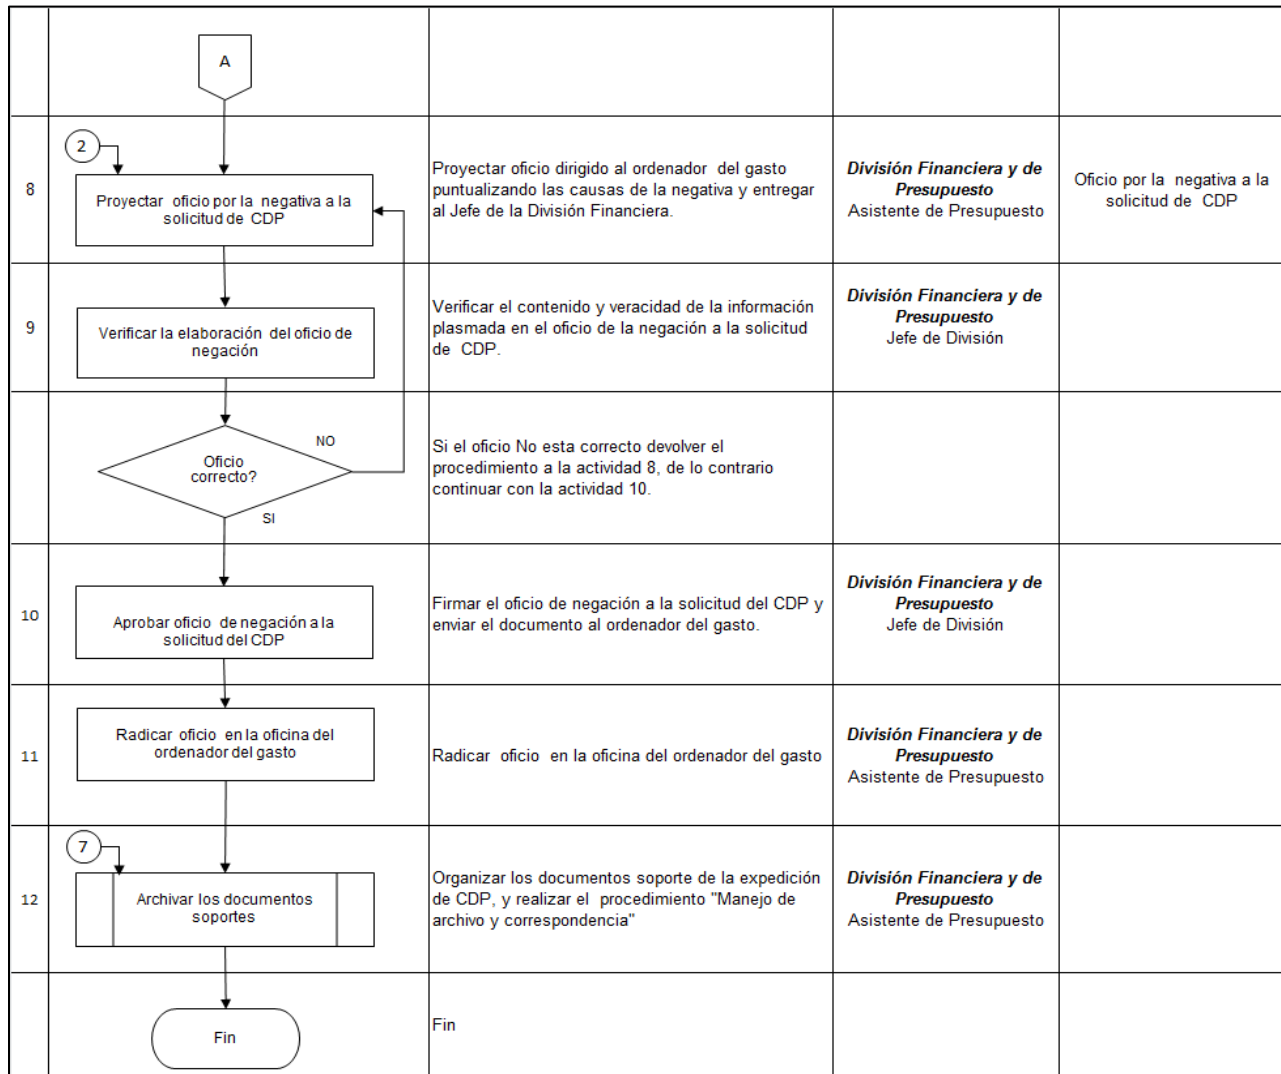 A
2
8
Proyectar oficio por la negativa a la
solicitud de CDP
Proyectar oficio dirigido al ordenador del gasto
puntualizando las causas de la negativa y entregar
al Jefe de la División Financiera.
División Financiera y de
Presupuesto
Asistente de Presupuesto
Oficio por la negativa a la
solicitud de CDP
9
Verificar la elaboración del oficio de
negación
Verificar el contenido y veracidad de la información
plasmada en el oficio de la negación a la solicitud
de CDP.
División Financiera y de
Presupuesto
Jefe de División
Oficio
correcto?
NO
SI
Si el oficio No esta correcto devolver el
procedimiento a la actividad 8, de lo contrario
continuar con la actividad 10.
10
Aprobar oficio de negación a la
solicitud del CDP
Firmar el oficio de negación a la solicitud del CDP y
enviar el documento al ordenador del gasto.
División Financiera y de
Presupuesto
Jefe de División
11
Radicar oficio en la oficina del
ordenador del gasto
Radicar oficio en la oficina del ordenador del gasto
División Financiera y de
Presupuesto
Asistente de Presupuesto
7
12
Archivar los documentos
soportes
Organizar los documentos soporte de la expedición
de CDP, y realizar el procedimiento "Manejo de
archivo y correspondencia"
División Financiera y de
Presupuesto
Asistente de Presupuesto
Fin
Fin